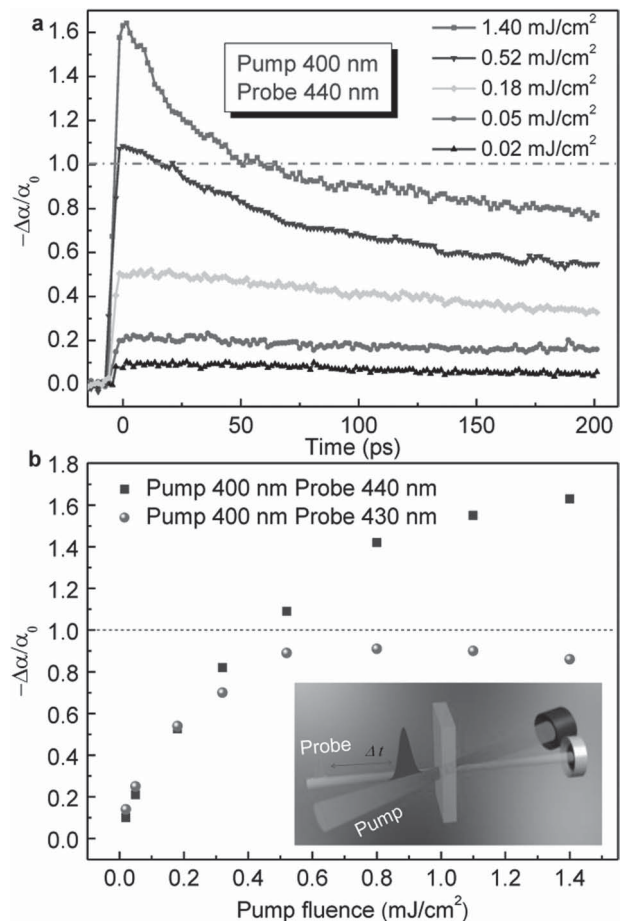 a
1.6
1.4
1.2
1.0
0.8
0.6
0.4
0.2
0.0
−Δα/α₀
Pump 400 nm
Probe 440 nm
1.40 mJ/cm²
0.52 mJ/cm²
0.18 mJ/cm²
0.05 mJ/cm²
0.02 mJ/cm²
0 50 100 150 200
Time (ps)
b
1.8
1.6
1.4
1.2
1.0
0.8
0.6
0.4
0.2
0.0
−Δα/α₀
Pump 400 nm Probe 440 nm
Pump 400 nm Probe 430 nm
Probe
Δt
Pump
0.0 0.2 0.4 0.6 0.8 1.0 1.2 1.4
Pump fluence (mJ/cm²)